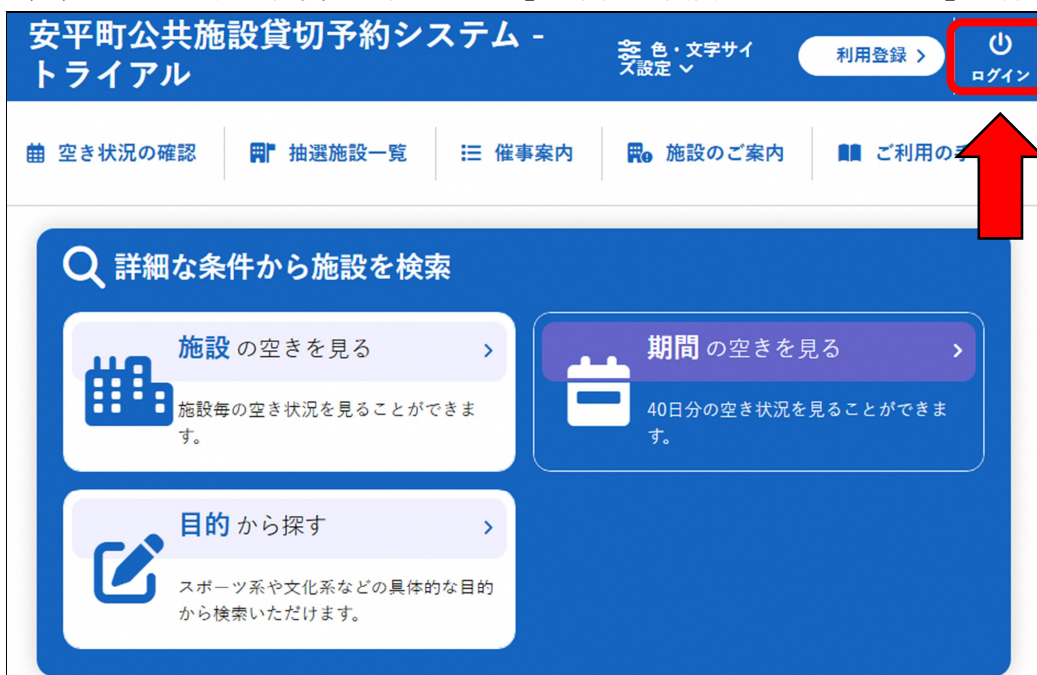 安平町公共施設貸切予約システム -
トライアル
色・文字サイ
ズ設定
利用登録
ログイン
空き状況の確認
抽選施設一覧
催事案内
施設のご案内
ご利用の
詳細な条件から施設を検索
施設 の空きを見る
施設毎の空き状況を見ることができま
す。
期間 の空きを見る
40日分の空き状況を見ることができま
す。
目的 から探す
スポーツ系や文化系などの具体的な目的
から検索いただけます。